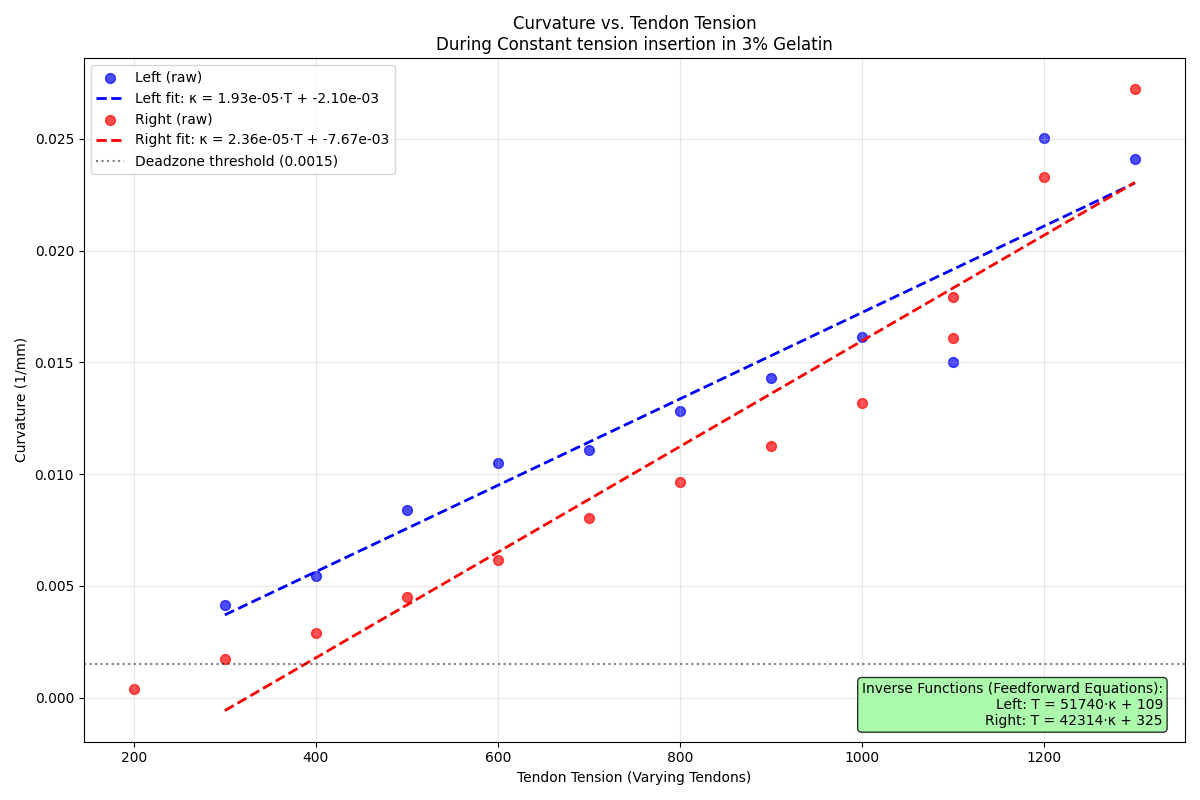 Curvature vs. Tendon Tension
During Constant tension insertion in 3% Gelatin
Left (raw)
Left fit: κ = 1.93e-05·T + -2.10e-03
Right (raw)
Right fit: κ = 2.36e-05·T + -7.67e-03
Deadzone threshold (0.0015)
Curvature (1/mm)
0.025
0.020
0.015
0.010
0.005
0.000
Inverse Functions (Feedforward Equations):
Left: T = 51740·κ + 109
Right: T = 42314·κ + 325
200 400 600 800 1000 1200
Tendon Tension (Varying Tendons)